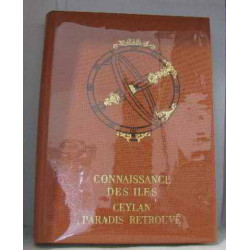 CONNAISSANCE
DES ILES
CEYLAN
PARADIS RETROUVÉ